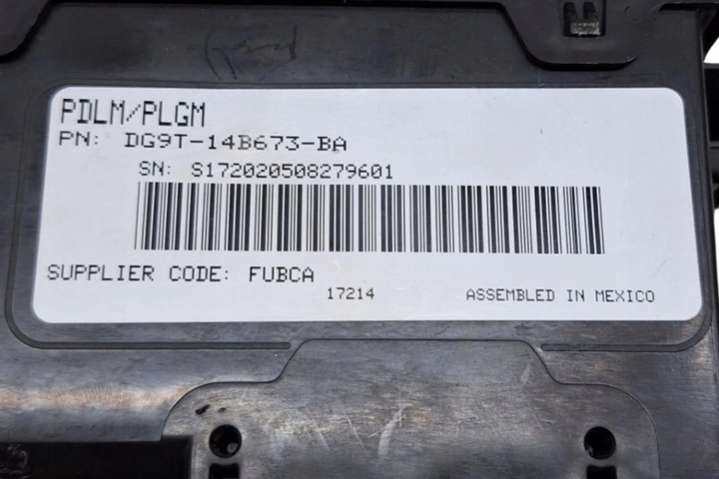 PDLM/PLGM
PN: DG9T-14B673-BA
SN: S172020508279601
SUPPLIER CODE: FUBCA
17214 ASSEMBLED IN MEXICO